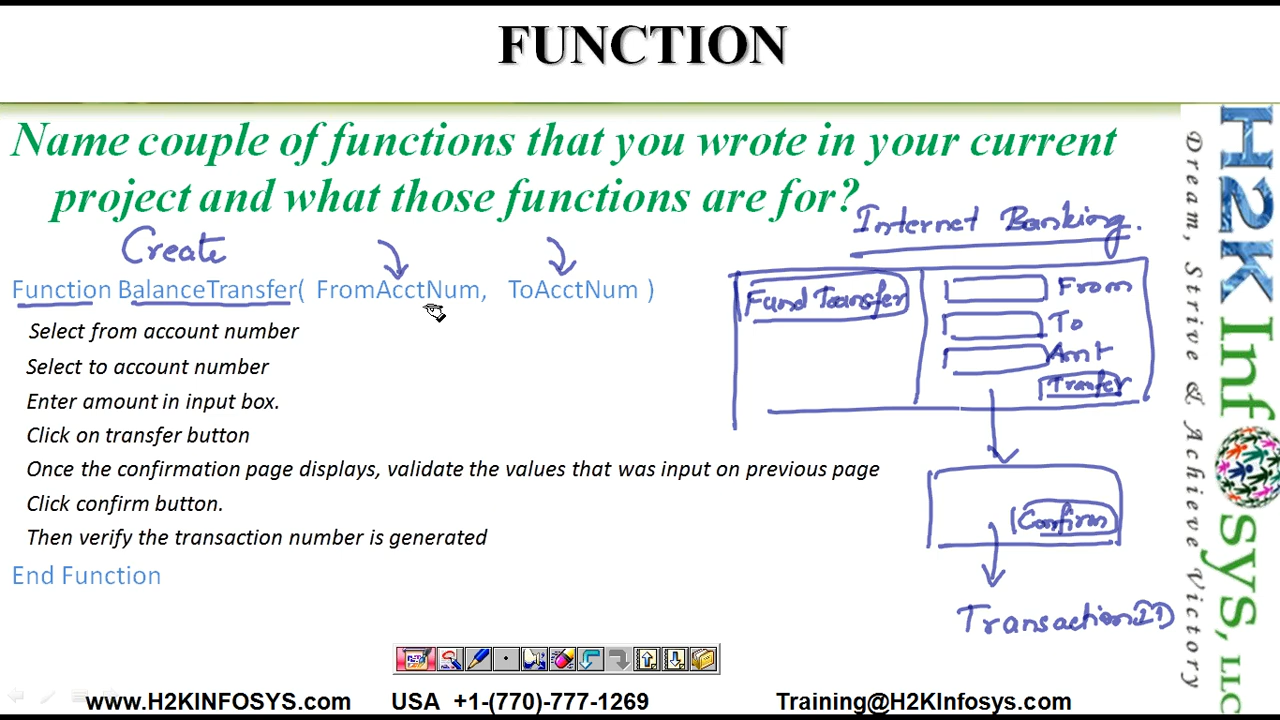 FUNCTION
Name couple of functions that you wrote in your current
project and what those functions are for?
Internet Banking.
Create
Function BalanceTransfer( FromAcctNum, ToAcctNum )
Select from account number
Select to account number
Enter amount in input box.
Click on transfer button
Once the confirmation page displays, validate the values that was input on previous page
Click confirm button.
Then verify the transaction number is generated
End Function
Fund Transfer
From
To
Amt
Tranfer
Confirm
Transaction ID
H2K Infosys, LLC
Dream, Strive & Achieve Victory
www.H2KINFOSYS.com USA +1-(770)-777-1269 Training@H2KInfosys.com